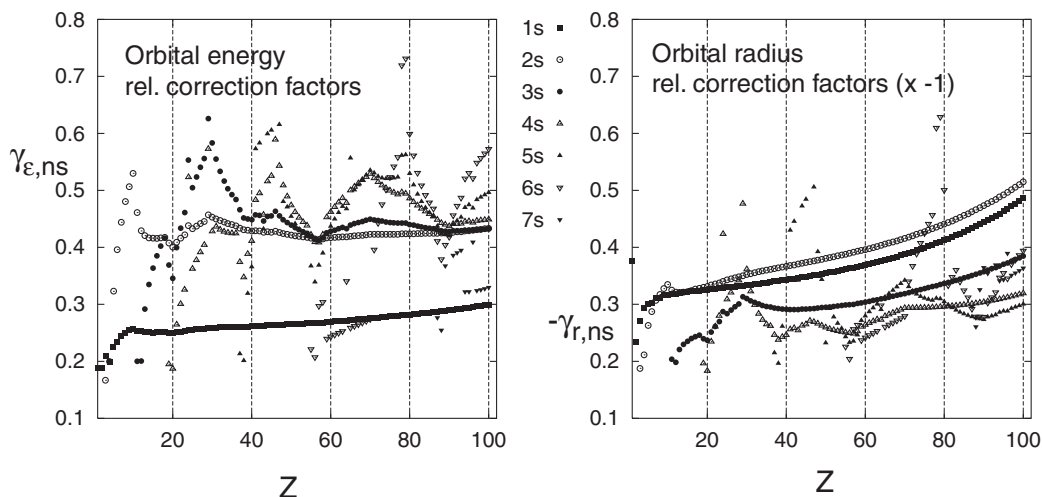 0.8
0.7
0.6
0.5
0.4
0.3
0.2
0.1
γε,ns
Orbital energy
rel. correction factors
20
40
60
80
100
Z
1s
2s
3s
4s
5s
6s
7s
0.8
0.7
0.6
0.5
0.4
0.3
0.2
0.1
-γr,ns
Orbital radius
rel. correction factors (x -1)
20
40
60
80
100
Z